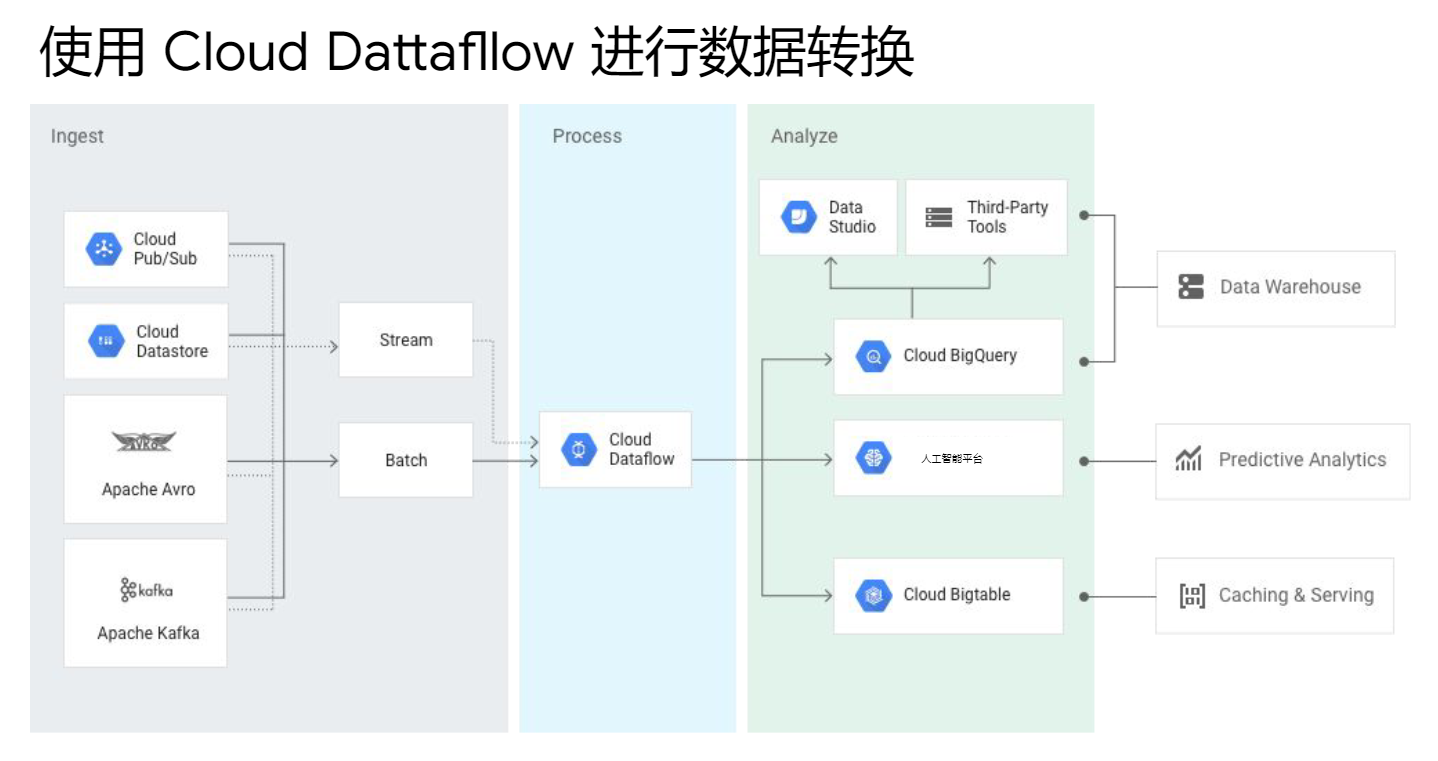 使用 Cloud Dattafllow 进行数据转换
Ingest
Process
Analyze
Cloud
Pub/Sub
Cloud
Datastore
AVRO
Apache Avro
kafka
Apache Kafka
Stream
Batch
Cloud
Dataflow
Data
Studio
Third-Party
Tools
Cloud BigQuery
人工智能平台
Cloud Bigtable
Data Warehouse
Predictive Analytics
Caching & Serving